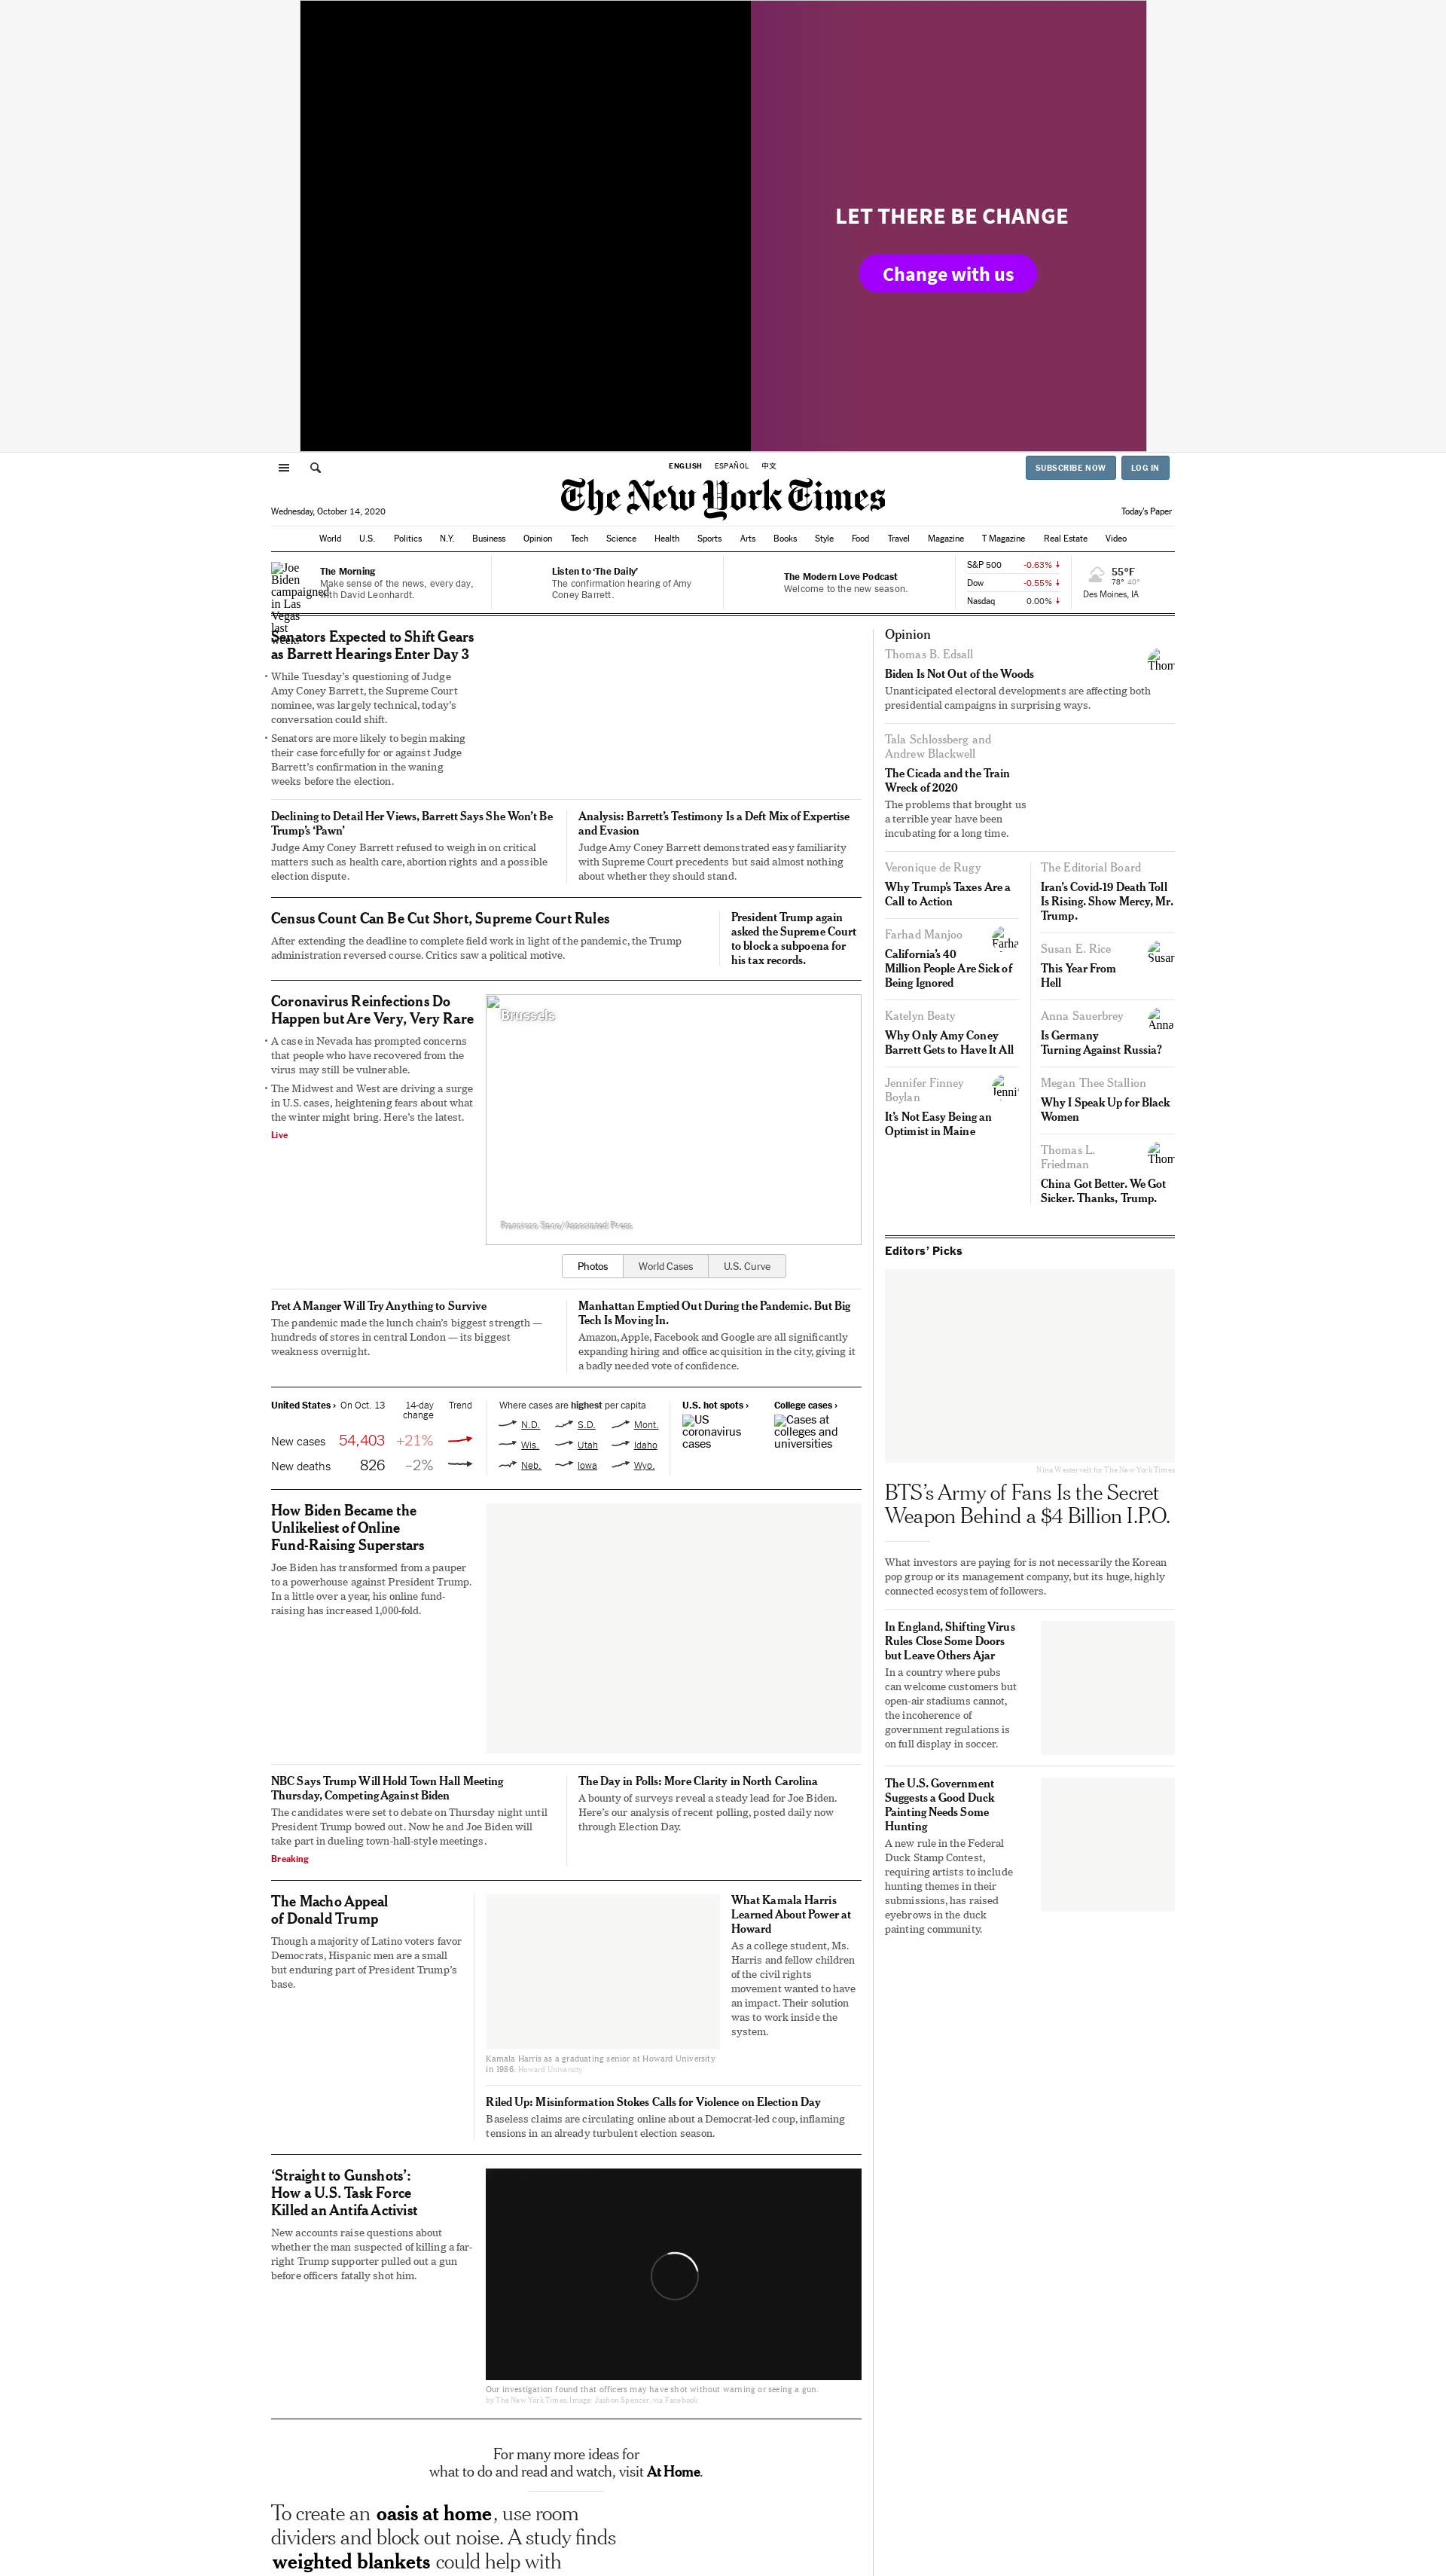 LET THERE BE CHANGE
Change with us
ENGLISH ESPAÑOL 中文
SUBSCRIBE NOW LOG IN
The New York Times
Wednesday, October 14, 2020
Today's Paper
World U.S. Politics N.Y. Business Opinion Tech Science Health Sports Arts Books Style Food Travel Magazine T Magazine Real Estate Video
Joe
Biden
campaigned
in Las
Vegas
last
week.
The Morning
Make sense of the news, every day,
with David Leonhardt.
Listen to ‘The Daily’
The confirmation hearing of Amy
Coney Barrett.
The Modern Love Podcast
Welcome to the new season.
S&P 500 -0.63%
Dow -0.55%
Nasdaq 0.00%
55°F
78° 40°
Des Moines, IA
Senators Expected to Shift Gears
as Barrett Hearings Enter Day 3
• While Tuesday’s questioning of Judge
Amy Coney Barrett, the Supreme Court
nominee, was largely technical, today’s
conversation could shift.
• Senators are more likely to begin making
their case forcefully for or against Judge
Barrett’s confirmation in the waning
weeks before the election.
Declining to Detail Her Views, Barrett Says She Won’t Be
Trump’s ‘Pawn’
Judge Amy Coney Barrett refused to weigh in on critical
matters such as health care, abortion rights and a possible
election dispute.
Analysis: Barrett’s Testimony Is a Deft Mix of Expertise
and Evasion
Judge Amy Coney Barrett demonstrated easy familiarity
with Supreme Court precedents but said almost nothing
about whether they should stand.
Census Count Can Be Cut Short, Supreme Court Rules
After extending the deadline to complete field work in light of the pandemic, the Trump
administration reversed course. Critics saw a political motive.
President Trump again
asked the Supreme Court
to block a subpoena for
his tax records.
Coronavirus Reinfections Do
Happen but Are Very, Very Rare
• A case in Nevada has prompted concerns
that people who have recovered from the
virus may still be vulnerable.
• The Midwest and West are driving a surge
in U.S. cases, heightening fears about what
the winter might bring. Here’s the latest.
Live
Brussels
Francisco Seco/Associated Press
Photos World Cases U.S. Curve
Pret A Manger Will Try Anything to Survive
The pandemic made the lunch chain’s biggest strength —
hundreds of stores in central London — its biggest
weakness overnight.
Manhattan Emptied Out During the Pandemic. But Big
Tech Is Moving In.
Amazon, Apple, Facebook and Google are all significantly
expanding hiring and office acquisition in the city, giving it
a badly needed vote of confidence.
United States › On Oct. 13 14-day
change Trend
New cases 54,403 +21%
New deaths 826 –2%
Where cases are highest per capita
N.D. S.D. Mont.
Wis. Utah Idaho
Neb. Iowa Wyo.
U.S. hot spots ›
US
coronavirus
cases
College cases ›
Cases at
colleges and
universities
How Biden Became the
Unlikeliest of Online
Fund-Raising Superstars
Joe Biden has transformed from a pauper
to a powerhouse against President Trump.
In a little over a year, his online fund-
raising has increased 1,000-fold.
NBC Says Trump Will Hold Town Hall Meeting
Thursday, Competing Against Biden
The candidates were set to debate on Thursday night until
President Trump bowed out. Now he and Joe Biden will
take part in dueling town-hall-style meetings.
Breaking
The Day in Polls: More Clarity in North Carolina
A bounty of surveys reveal a steady lead for Joe Biden.
Here’s our analysis of recent polling, posted daily now
through Election Day.
The Macho Appeal
of Donald Trump
Though a majority of Latino voters favor
Democrats, Hispanic men are a small
but enduring part of President Trump’s
base.
Kamala Harris as a graduating senior at Howard University
in 1986. Howard University
What Kamala Harris
Learned About Power at
Howard
As a college student, Ms.
Harris and fellow children
of the civil rights
movement wanted to have
an impact. Their solution
was to work inside the
system.
Riled Up: Misinformation Stokes Calls for Violence on Election Day
Baseless claims are circulating online about a Democrat-led coup, inflaming
tensions in an already turbulent election season.
‘Straight to Gunshots’:
How a U.S. Task Force
Killed an Antifa Activist
New accounts raise questions about
whether the man suspected of killing a far-
right Trump supporter pulled out a gun
before officers fatally shot him.
Our investigation found that officers may have shot without warning or seeing a gun.
by The New York Times. Image: Jashon Spencer, via Facebook
For many more ideas for
what to do and read and watch, visit At Home.
To create an oasis at home, use room
dividers and block out noise. A study finds
weighted blankets could help with
Opinion
Thomas B. Edsall
Thom
Biden Is Not Out of the Woods
Unanticipated electoral developments are affecting both
presidential campaigns in surprising ways.
Tala Schlossberg and
Andrew Blackwell
The Cicada and the Train
Wreck of 2020
The problems that brought us
a terrible year have been
incubating for a long time.
Veronique de Rugy
Why Trump’s Taxes Are a
Call to Action
Farhad Manjoo
Farha
California’s 40
Million People Are Sick of
Being Ignored
Katelyn Beaty
Why Only Amy Coney
Barrett Gets to Have It All
Jennifer Finney
Boylan
Jenni
It’s Not Easy Being an
Optimist in Maine
The Editorial Board
Iran’s Covid-19 Death Toll
Is Rising. Show Mercy, Mr.
Trump.
Susan E. Rice
Susan
This Year From
Hell
Anna Sauerbrey
Anna
Is Germany
Turning Against Russia?
Megan Thee Stallion
Why I Speak Up for Black
Women
Thomas L.
Friedman
Thom
China Got Better. We Got
Sicker. Thanks, Trump.
Editors’ Picks
Nina Westervelt for The New York Times
BTS’s Army of Fans Is the Secret
Weapon Behind a $4 Billion I.P.O.
What investors are paying for is not necessarily the Korean
pop group or its management company, but its huge, highly
connected ecosystem of followers.
In England, Shifting Virus
Rules Close Some Doors
but Leave Others Ajar
In a country where pubs
can welcome customers but
open-air stadiums cannot,
the incoherence of
government regulations is
on full display in soccer.
The U.S. Government
Suggests a Good Duck
Painting Needs Some
Hunting
A new rule in the Federal
Duck Stamp Contest,
requiring artists to include
hunting themes in their
submissions, has raised
eyebrows in the duck
painting community.